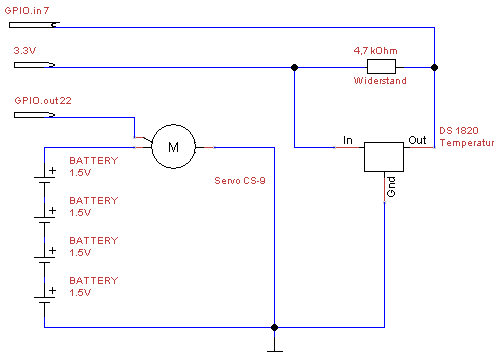 GPIO.in 7
3.3V
4,7 kOhm
Widerstand
GPIO.out 22
DS 1820
Temperatur
In
Out
M
Gnd
BATTERY
1.5V
Servo CS-9
BATTERY
1.5V
BATTERY
1.5V
BATTERY
1.5V